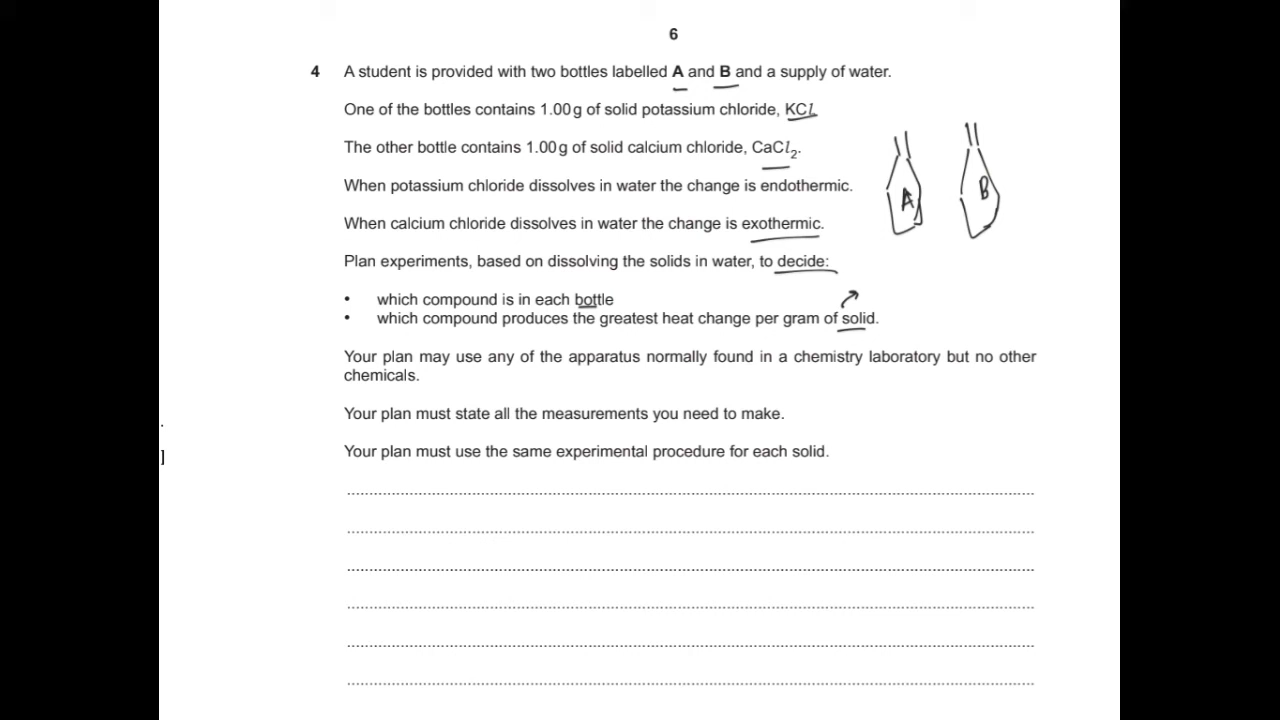 6
4 A student is provided with two bottles labelled A and B and a supply of water.
One of the bottles contains 1.00 g of solid potassium chloride, KCl.
The other bottle contains 1.00 g of solid calcium chloride, CaCl₂.
When potassium chloride dissolves in water the change is endothermic.
When calcium chloride dissolves in water the change is exothermic.
A B
Plan experiments, based on dissolving the solids in water, to decide:
• which compound is in each bottle
• which compound produces the greatest heat change per gram of solid.
Your plan may use any of the apparatus normally found in a chemistry laboratory but no other
chemicals.
Your plan must state all the measurements you need to make.
.
]
Your plan must use the same experimental procedure for each solid.